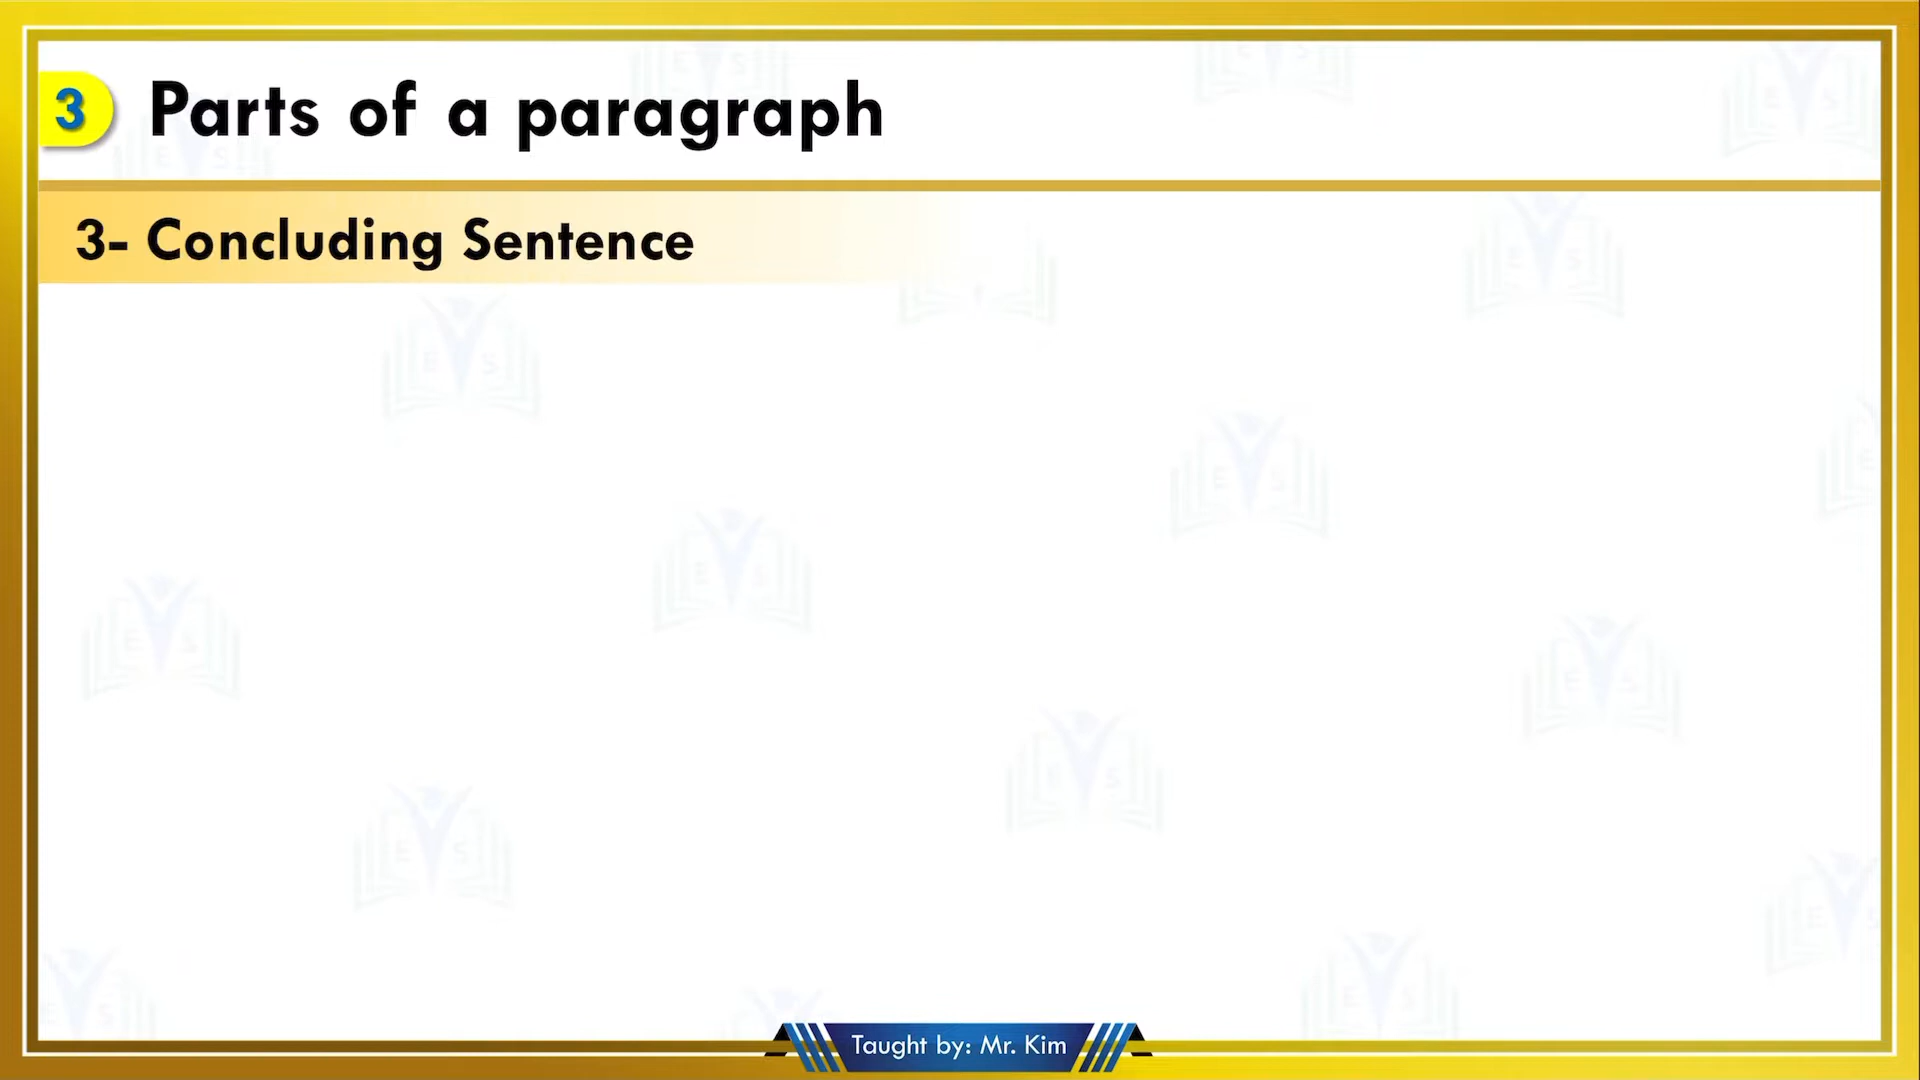 3 Parts of a paragraph
3- Concluding Sentence
Taught by: Mr. Kim